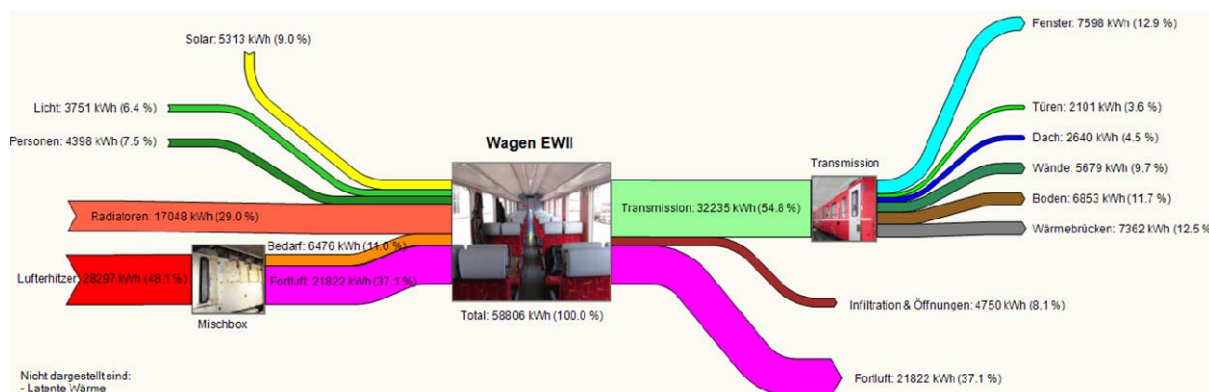 Solar: 5313 kWh (9.0 %)
Licht: 3751 kWh (6.4 %)
Personen: 4398 kWh (7.5 %)
Radiatoren: 17048 kWh (29.0 %)
Bedarf: 6476 kWh (11.0 %)
Lufterhitzer: 28297 kWh (48.1 %)
Fortluft: 21822 kWh (37.1 %)
Mischbox
Wagen EWII
Total: 58806 kWh (100.0 %)
Transmission: 32235 kWh (54.8 %)
Transmission
Fenster: 7598 kWh (12.9 %)
Türen: 2101 kWh (3.6 %)
Dach: 2640 kWh (4.5 %)
Wände: 5679 kWh (9.7 %)
Boden: 6853 kWh (11.7 %)
Wärmebrücken: 7362 kWh (12.5 %
Infiltration & Öffnungen: 4750 kWh (8.1 %)
Fortluft: 21822 kWh (37.1 %)
Nicht dargestellt sind:
- Latente Wärme